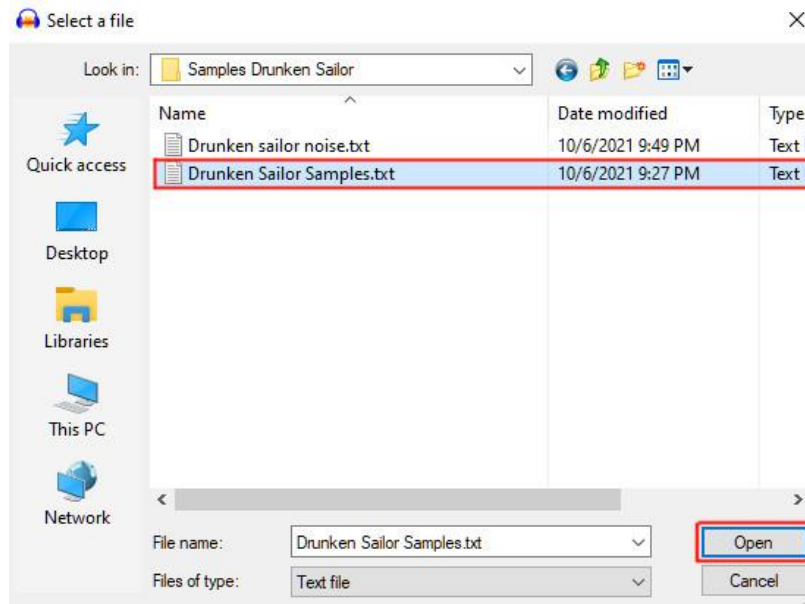 Select a file
Look in: Samples Drunken Sailor
Name Date modified Type
Drunken sailor noise.txt 10/6/2021 9:49 PM Text
Drunken Sailor Samples.txt 10/6/2021 9:27 PM Text
Quick access
Desktop
Libraries
This PC
Network
File name: Drunken Sailor Samples.txt Open
Files of type: Text file Cancel